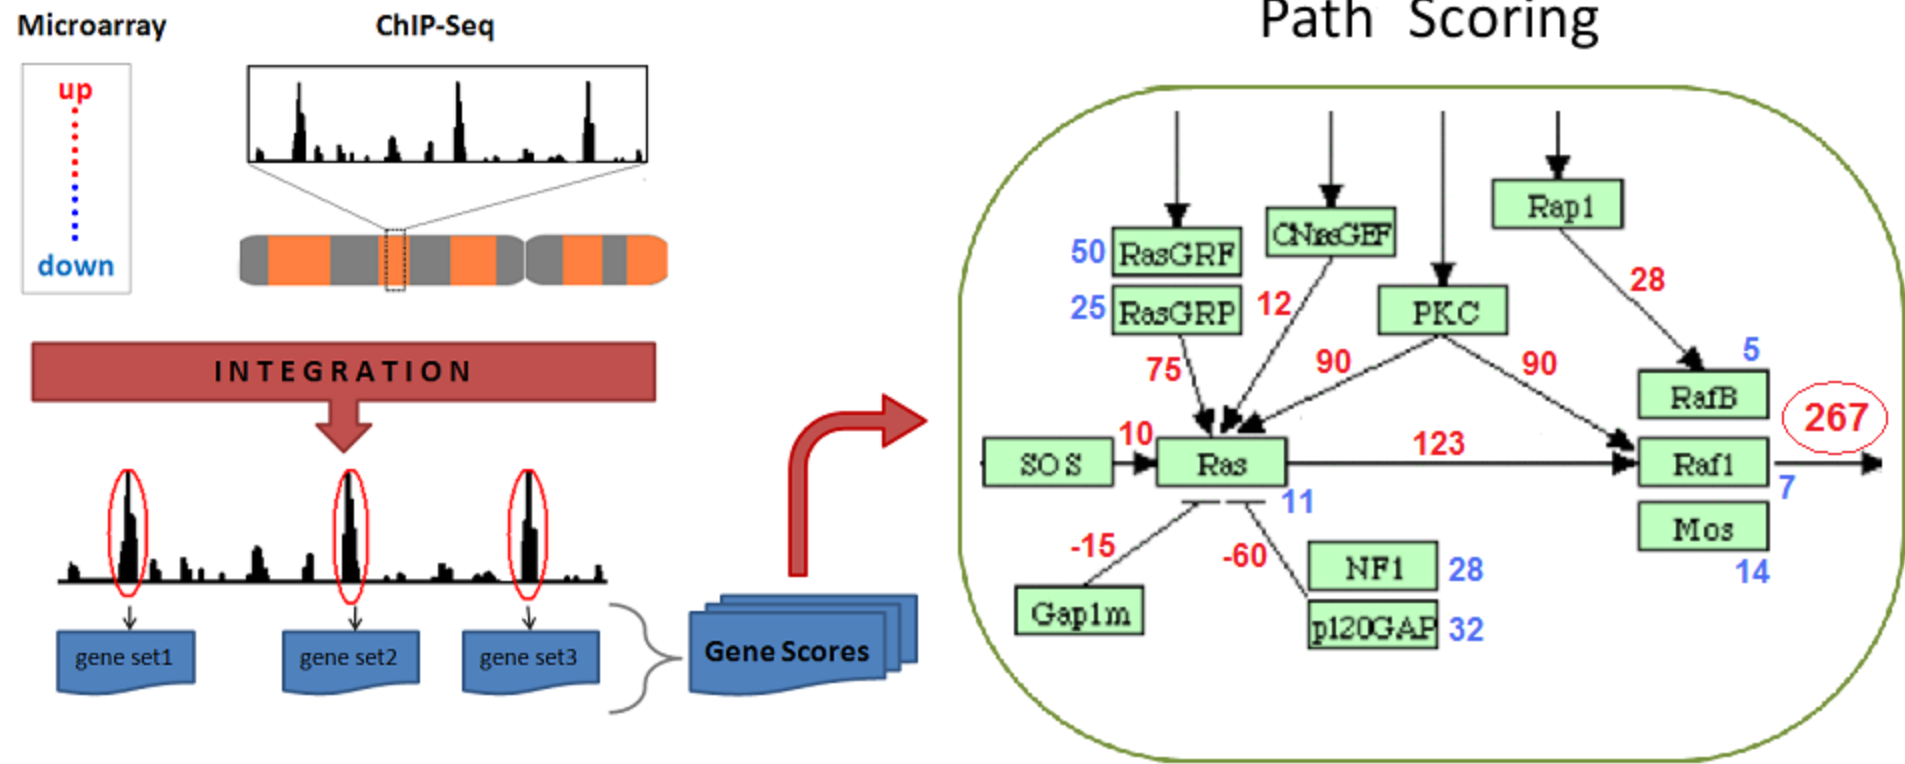 Microarray
ChIP-Seq
up
down
INTEGRATION
gene set1
gene set2
gene set3
Gene Scores
Path Scoring
Rap1
CNrasGEF
50
RasGRF
25
RasGRP
12
PKC
28
75
90
90
5
RafB
267
SOS
10
Ras
123
Raf1
11
7
Mos
-15
-60
NF1
28
14
Gap1m
p120GAP
32